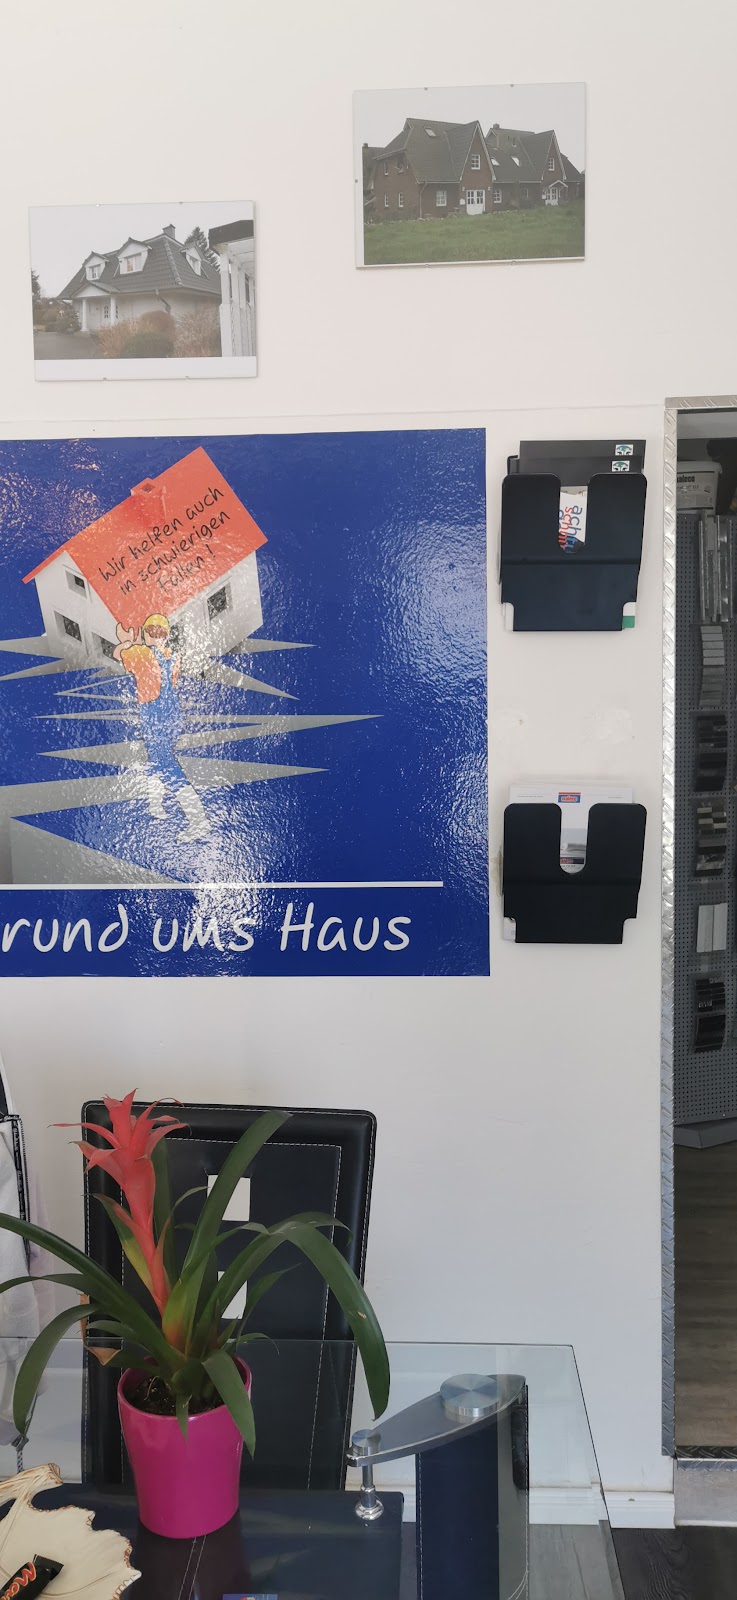 Wir helfen auch
in schwierigen
Fällen!
rund ums Haus